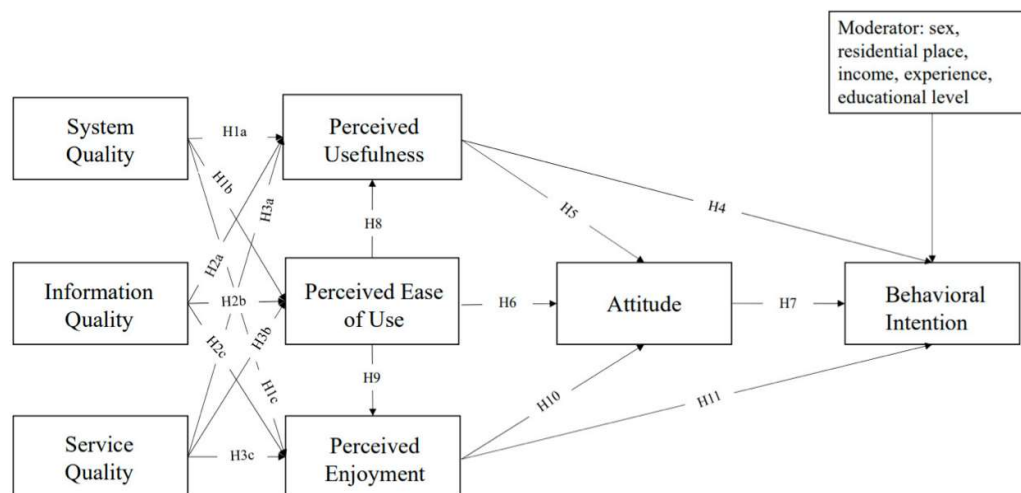 Moderator: sex,
residential place,
income, experience,
educational level
System
Quality
H1a
Perceived
Usefulness
H1b
H3a
H2a
H8
H5
H4
Information
Quality
H2b
Perceived Ease
of Use
H6
Attitude
H7
Behavioral
Intention
H3b
H2c
H1c
H9
H10
H11
Service
Quality
H3c
Perceived
Enjoyment